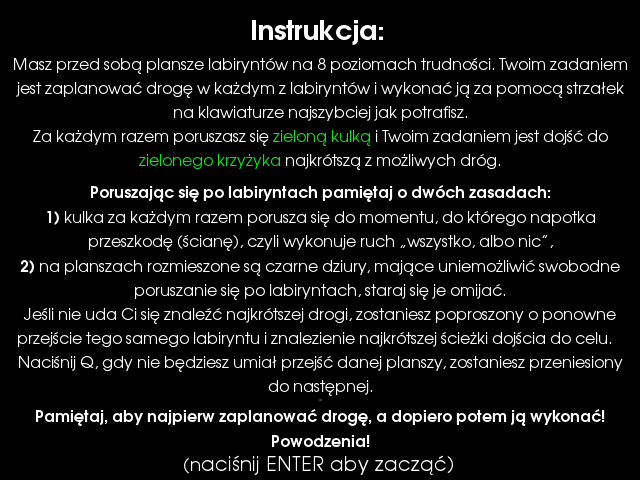 Instrukcja:
Masz przed sobą plansze labiryntów na 8 poziomach trudności. Twoim zadaniem
jest zaplanować drogę w każdym z labiryntów i wykonać ją za pomocą strzałek
na klawiaturze najszybciej jak potrafisz.
Za każdym razem poruszasz się zieloną kulką i Twoim zadaniem jest dojść do
zielonego krzyżyka najkrótszą z możliwych dróg.
Poruszając się po labiryntach pamiętaj o dwóch zasadach:
1) kulka za każdym razem porusza się do momentu, do którego napotka
przeszkodę (ścianę), czyli wykonuje ruch „wszystko, albo nic”,
2) na planszach rozmieszone są czarne dziury, mające uniemożliwić swobodne
poruszanie się po labiryntach, staraj się je omijać.
Jeśli nie uda Ci się znaleźć najkrótszej drogi, zostaniesz poproszony o ponowne
przejście tego samego labiryntu i znalezienie najkrótszej ścieżki dojścia do celu.
Naciśnij Q, gdy nie będziesz umiał przejść danej planszy, zostaniesz przeniesiony
do następnej.
Pamiętaj, aby najpierw zaplanować drogę, a dopiero potem ją wykonać!
Powodzenia!
(naciśnij ENTER aby zacząć)